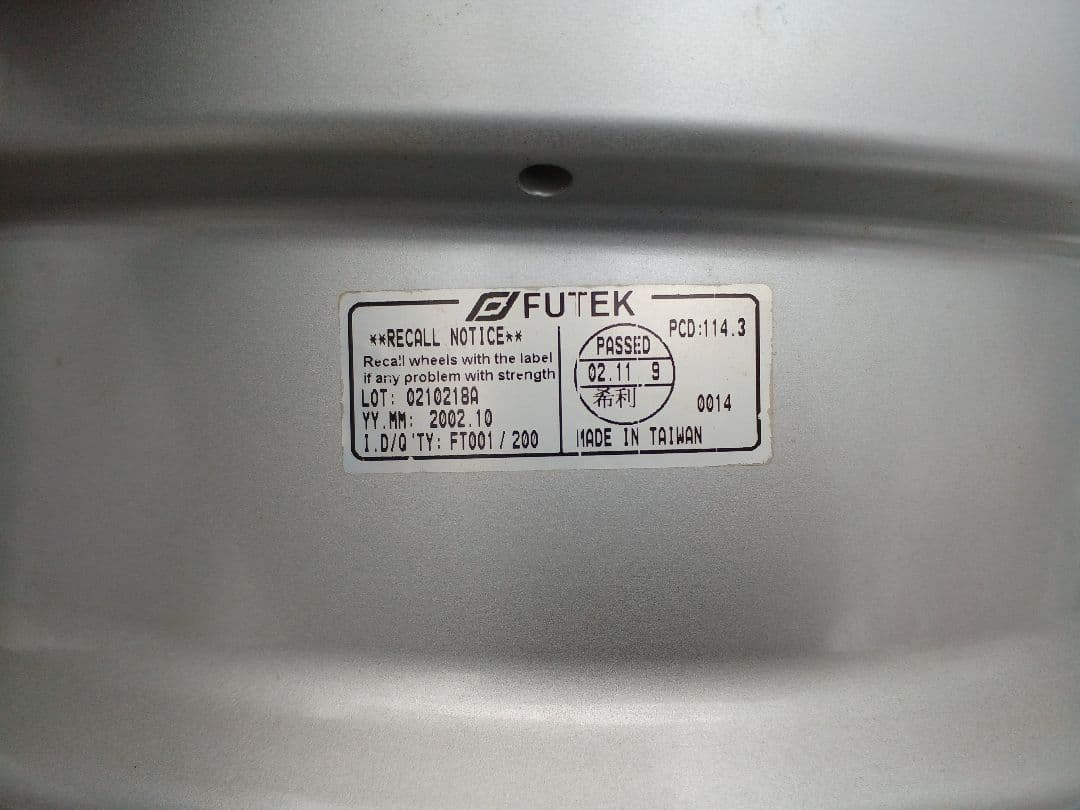 FUTEK
**RECALL NOTICE**
Recall wheels with the label
if any problem with strength
LOT: 0210218A
YY.MM: 2002.10
I.D/Q'TY: FT001 / 200
PASSED
02.11 9
希利
PCD:114.3
0014
MADE IN TAIWAN